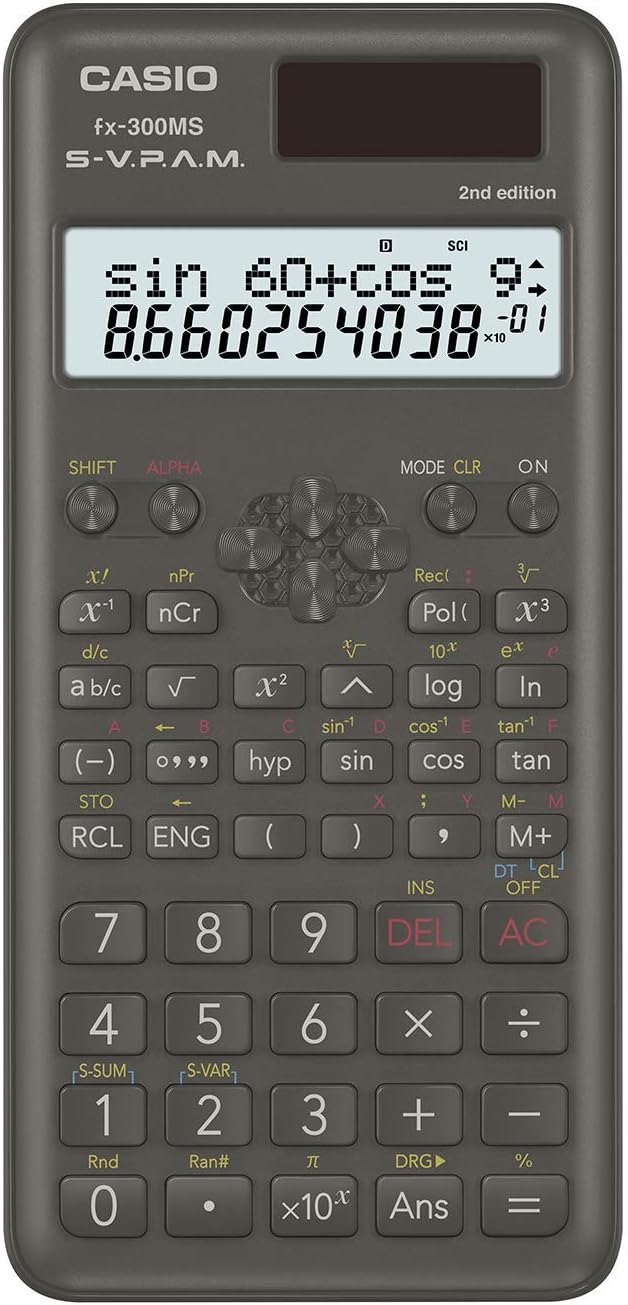 CASIO
fx-300MS
S-V.P.A.M.
2nd edition
D SCI
sin 60+cos 9
8.660254038×10-01
SHIFT ALPHA MODE CLR ON
x! nPr Rec( : ³√
x-1 nCr Pol( x3
d/c x√ 10x ex e
a b/c √ x2 ^ log ln
A ← B C sin-1 D cos-1 E tan-1 F
(−) o,,, hyp sin cos tan
STO ← X ; Y M- M
RCL ENG ( ) , M+
DT CL
INS OFF
7 8 9 DEL AC
4 5 6 × ÷
S-SUM S-VAR
1 2 3 + −
Rnd Ran# π DRG▶ %
0 • ×10x Ans =